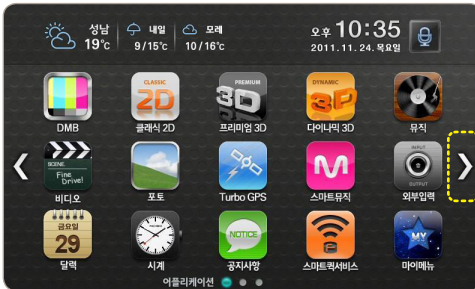 성남 내일 모레 오후 10:35
19℃ 9/15℃ 10/16℃ 2011.11.24.목요일
CLASSIC PREMIUM DYNAMIC
2D 3D 3D
DMB 클래식 2D 프리미엄 3D 다이나믹 3D 뮤직
SCENE. INPUT
Fine Drive! OUTPUT
비디오 포토 Turbo GPS 스마트뮤직 외부입력
금요일 NOTICE MY
29
달력 시계 공지사항 스마트퀵서비스 마이메뉴
어플리케이션